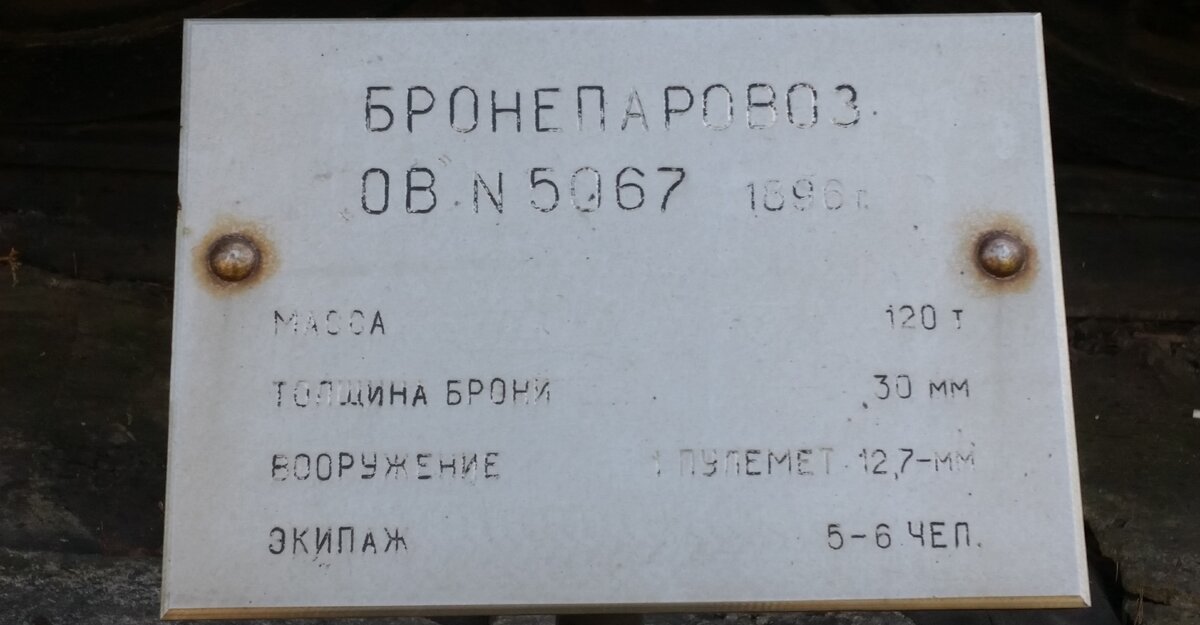 БРОНЕПАРОВОЗ
"ОВ" N 5067 1896 г.
МАССА 120 т
ТОЛЩИНА БРОНИ 30 мм
ВООРУЖЕНИЕ 1 ПУЛЕМЕТ 12,7-мм
ЭКИПАЖ 5-6 ЧЕЛ.